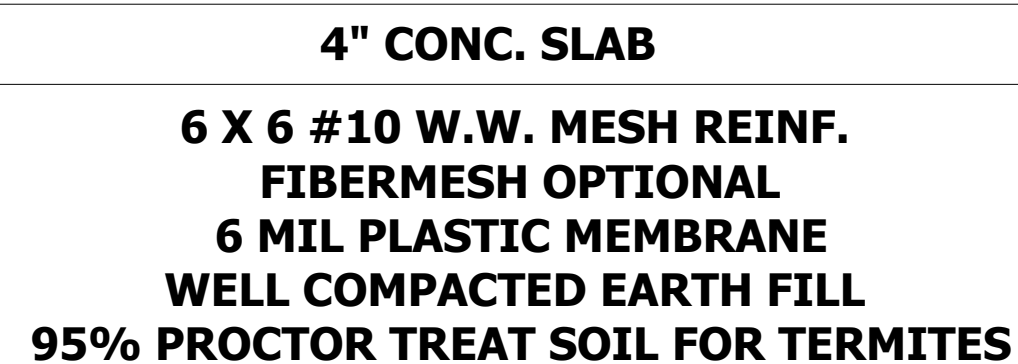 4" CONC. SLAB
6 X 6 #10 W.W. MESH REINF.
FIBERMESH OPTIONAL
6 MIL PLASTIC MEMBRANE
WELL COMPACTED EARTH FILL
95% PROCTOR TREAT SOIL FOR TERMITES